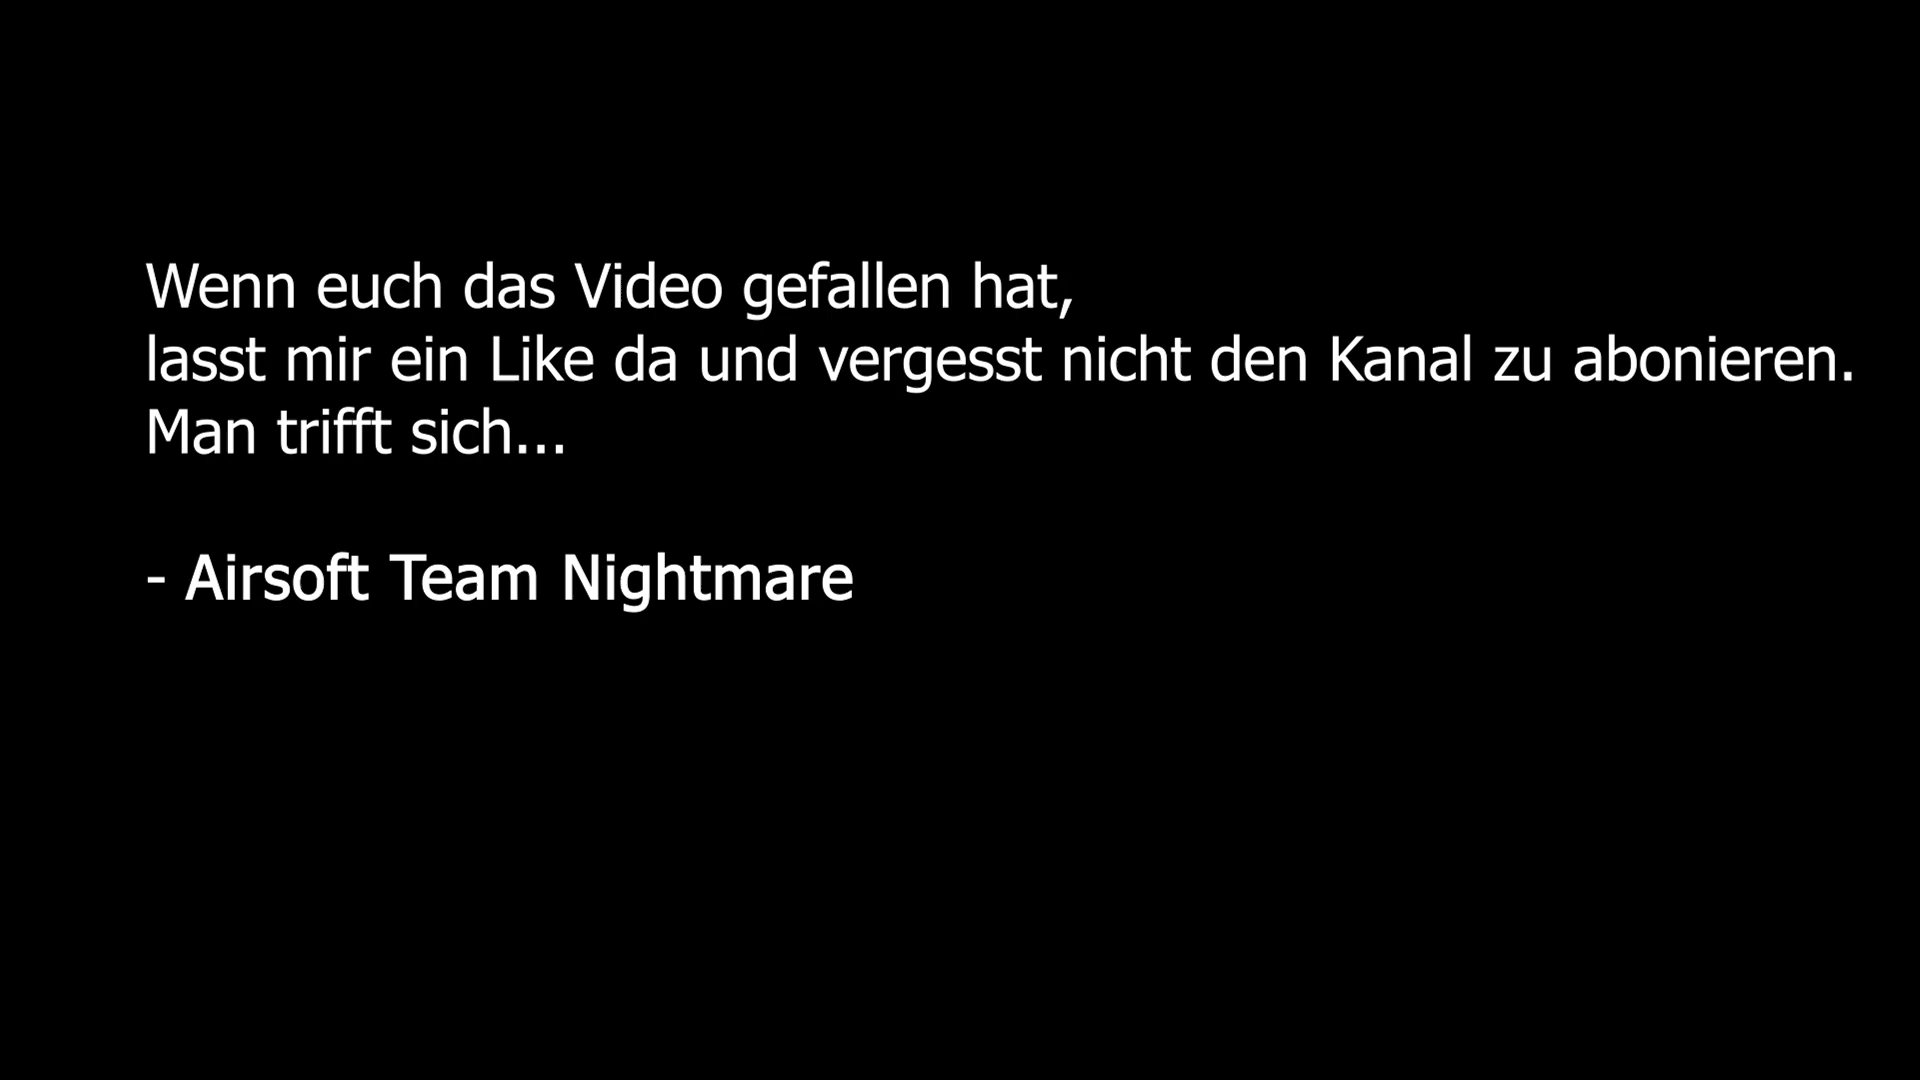 Wenn euch das Video gefallen hat,
lasst mir ein Like da und vergesst nicht den Kanal zu abonieren.
Man trifft sich...
- Airsoft Team Nightmare